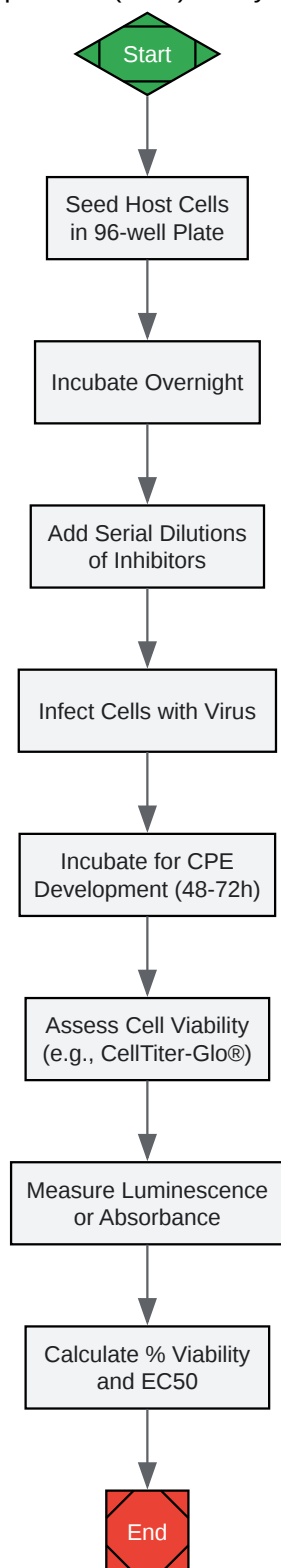 Start
Seed Host Cells
in 96-well Plate
Incubate Overnight
Add Serial Dilutions
of Inhibitors
Infect Cells with Virus
Incubate for CPE
Development (48-72h)
Assess Cell Viability
(e.g., CellTiter-Glo®)
Measure Luminescence
or Absorbance
Calculate % Viability
and EC50
End